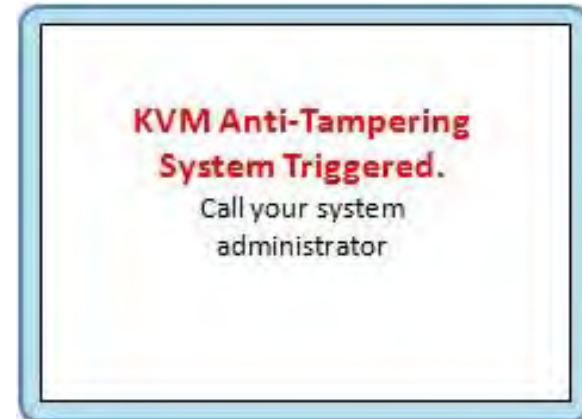 KVM Anti-Tampering
System Triggered.
Call your system
administrator